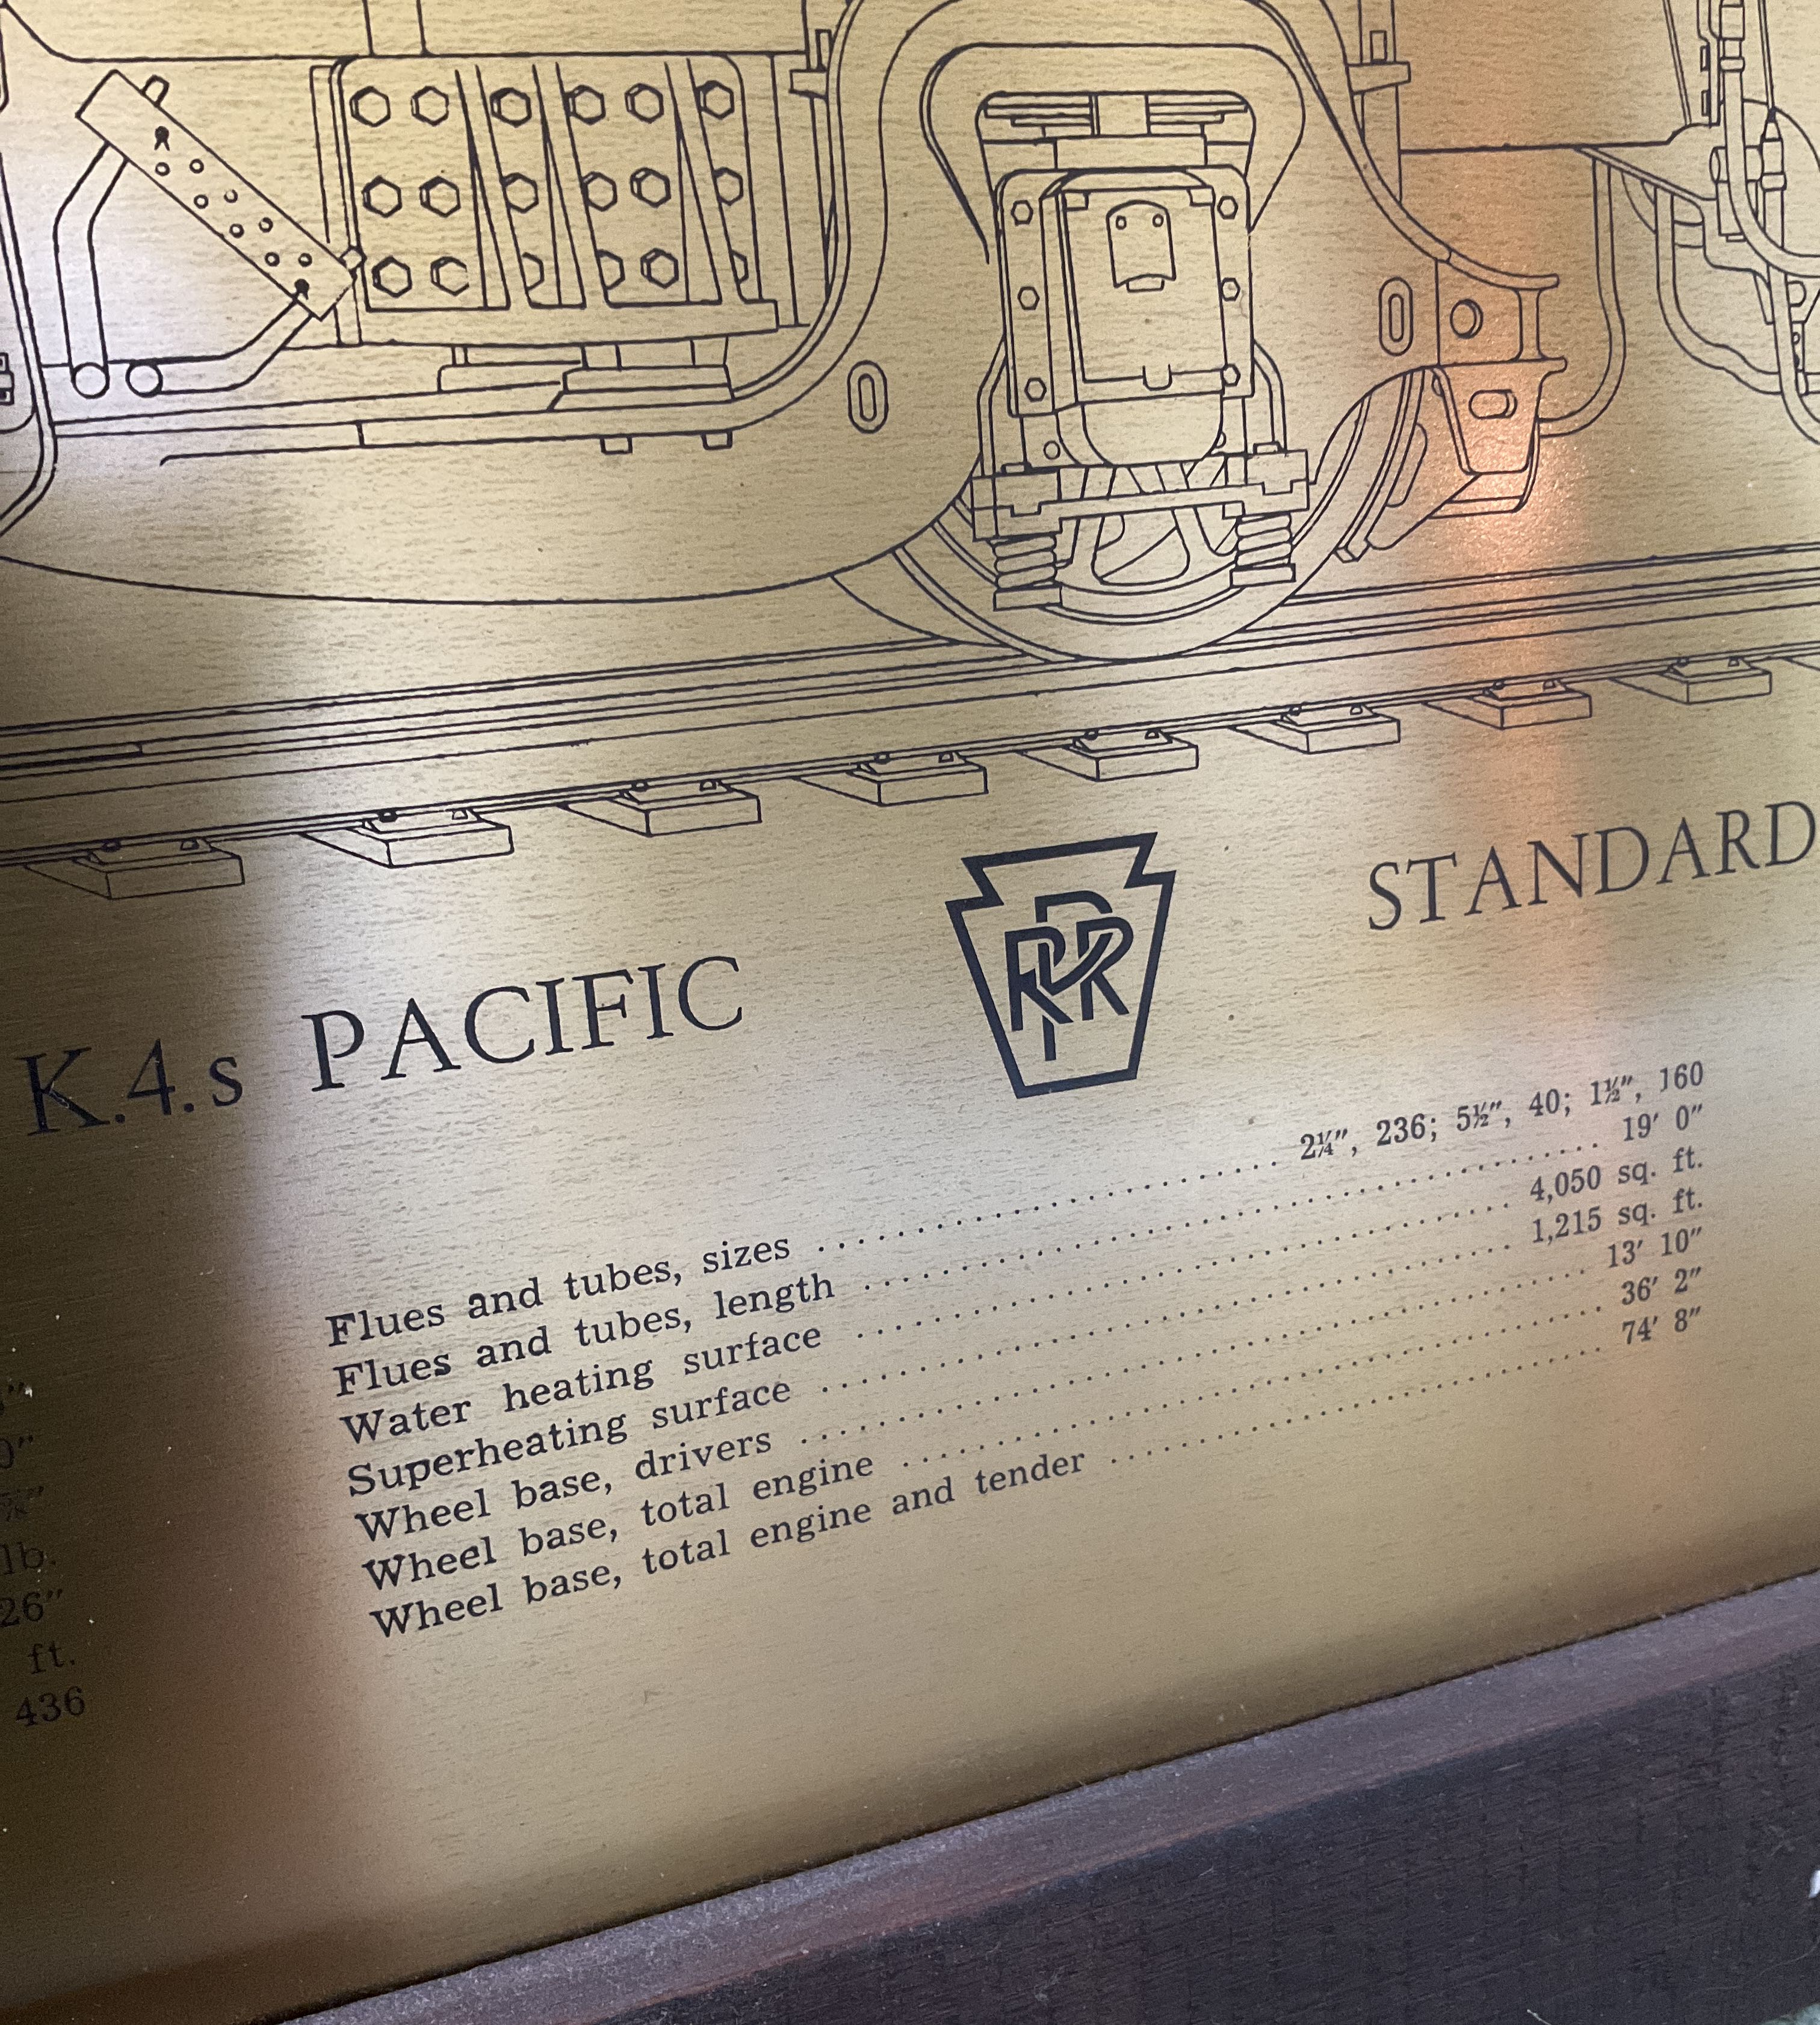 K.4.s PACIFIC
PRR
STANDARD
Flues and tubes, sizes .......... 2¼″, 236; 5½″, 40; 1½″, 160
Flues and tubes, length .......... 19′ 0″
Water heating surface .......... 4,050 sq. ft.
Superheating surface .......... 1,215 sq. ft.
Wheel base, drivers .......... 13′ 10″
Wheel base, total engine .......... 36′ 2″
Wheel base, total engine and tender .......... 74′ 8″
lb.
26″
ft.
436